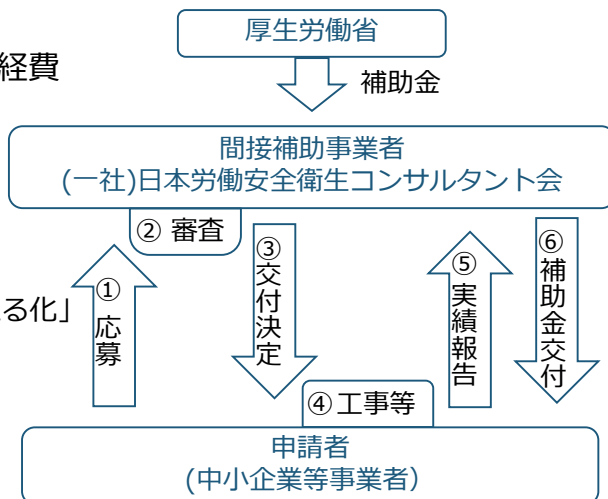 厚生労働省
経費
補助金
間接補助事業者
(一社)日本労働安全衛生コンサルタント会
② 審査
① 応募
③交付決定
⑤実績報告
⑥補助金交付
る化」
④工事等
申請者
(中小企業等事業者）